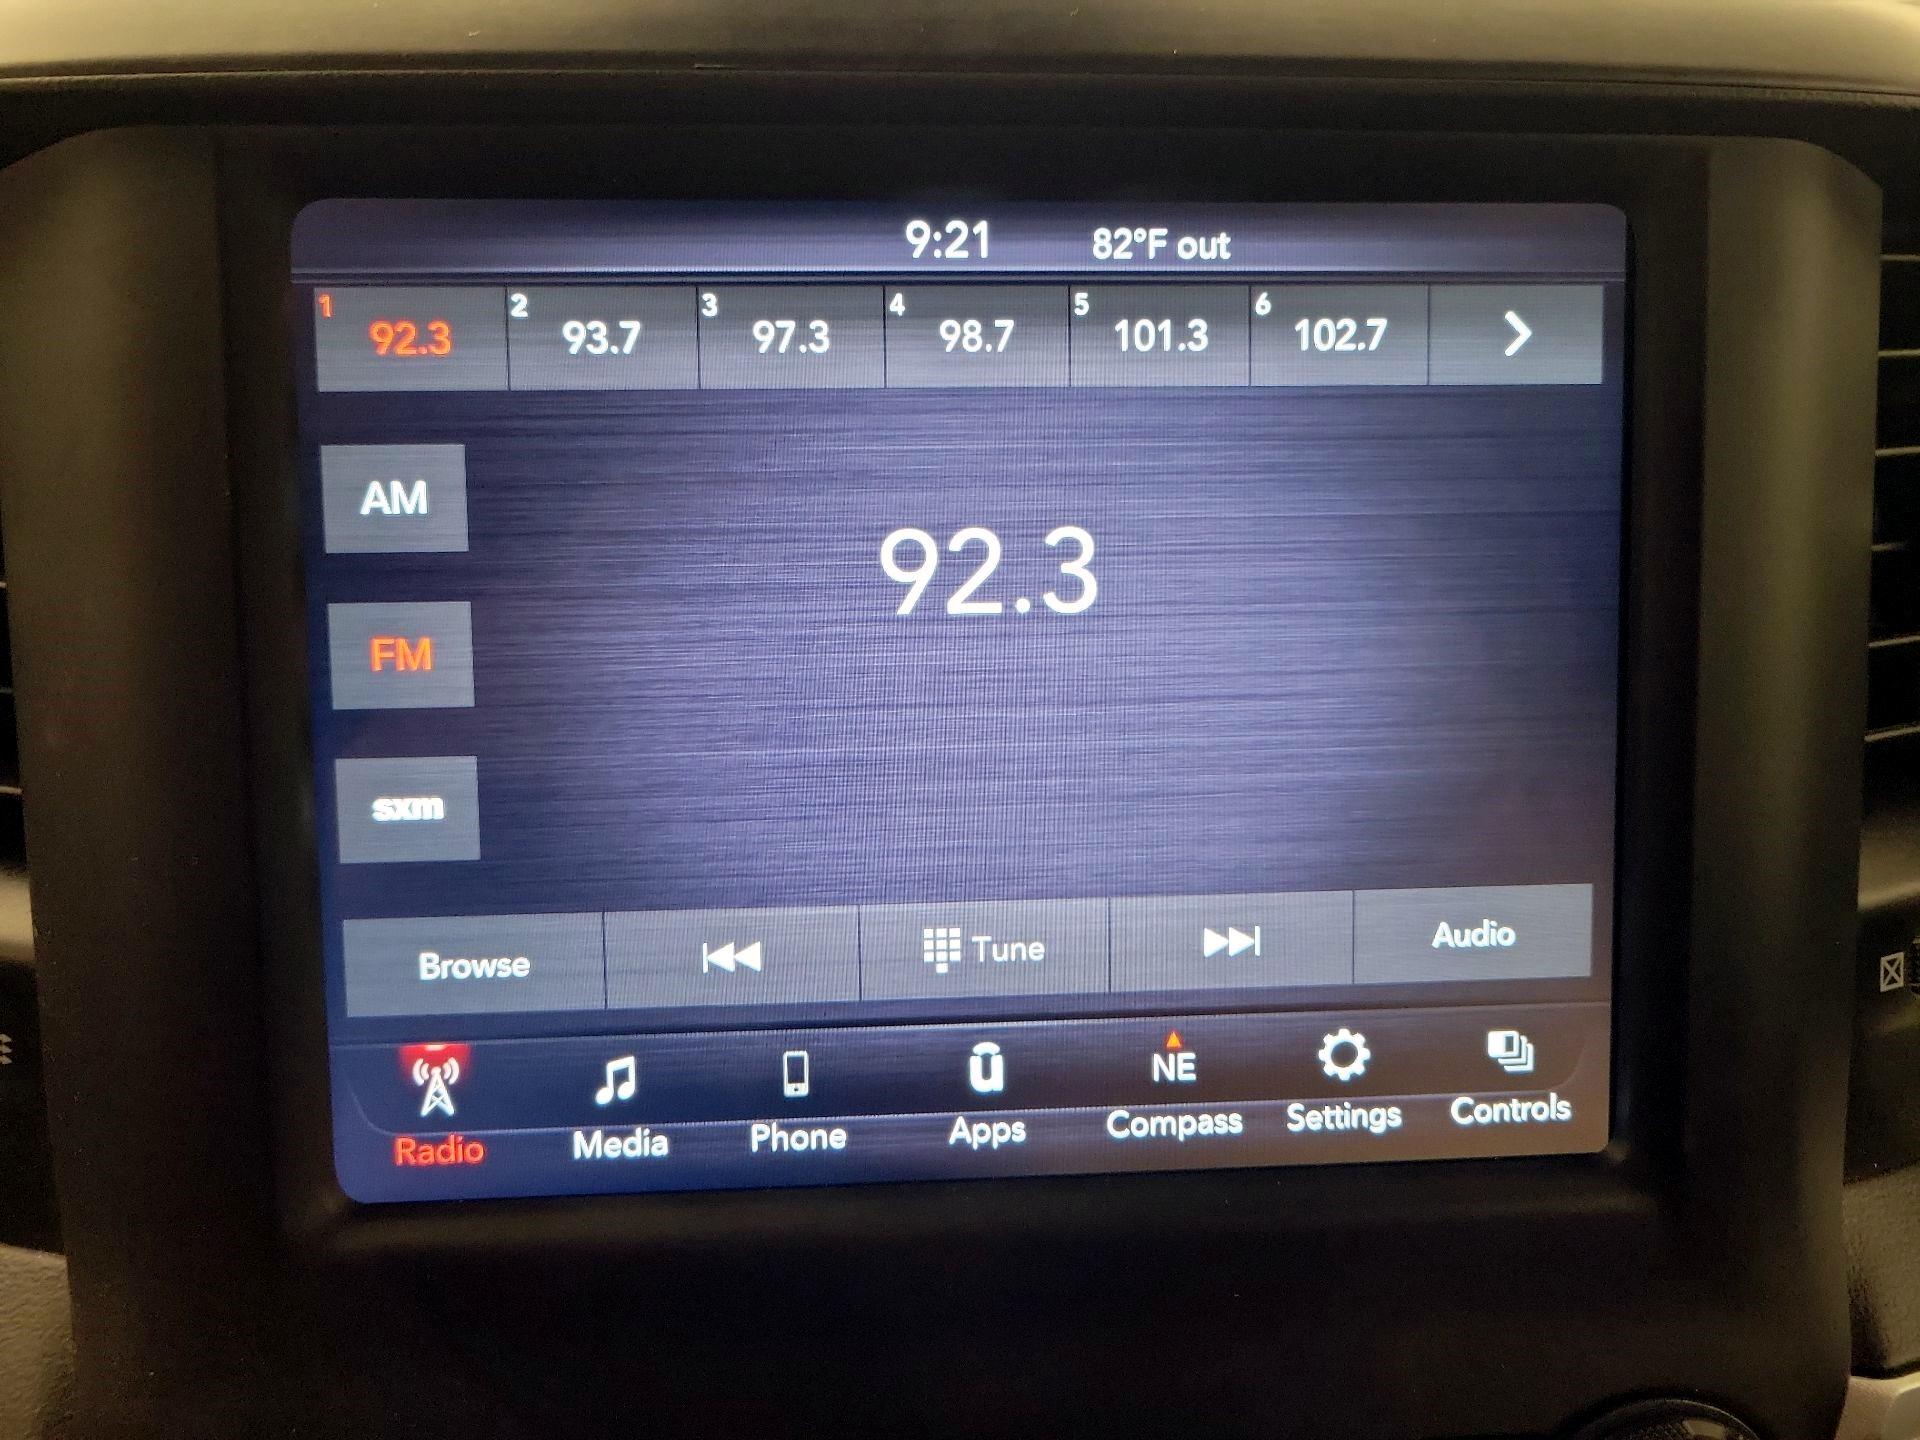 9:21 82°F out
1 92.3 2 93.7 3 97.3 4 98.7 5 101.3 6 102.7
AM
92.3
FM
sxm
Browse Tune Audio
NE
Radio Media Phone Apps Compass Settings Controls